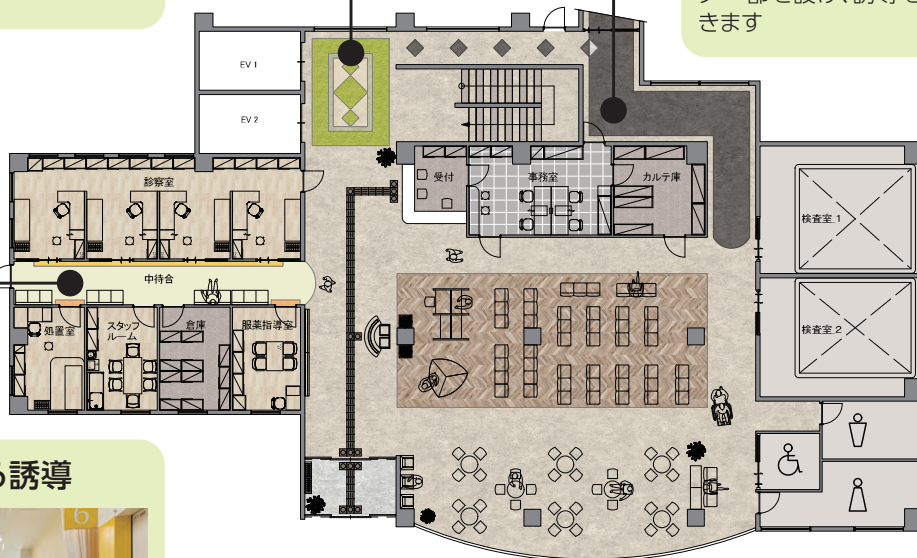 きます
EV 1
EV 2
診察室
受付
事務室
カルテ庫
検査室 1
中待合
処置室
スタッフ
ルーム
倉庫
服薬指導室
検査室 2
誘導
6